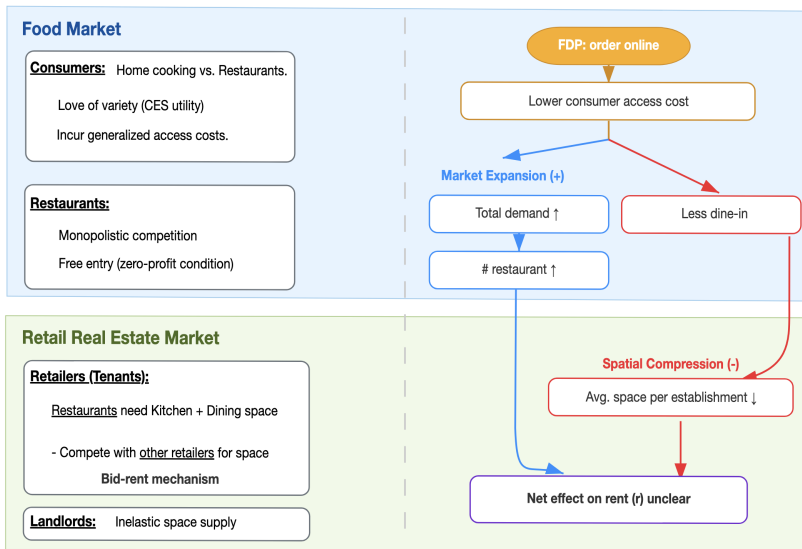 Food Market
Consumers: Home cooking vs. Restaurants.
Love of variety (CES utility)
Incur generalized access costs.
Restaurants:
Monopolistic competition
Free entry (zero-profit condition)
FDP: order online
Lower consumer access cost
Market Expansion (+)
Total demand ↑
Less dine-in
# restaurant ↑
Retail Real Estate Market
Retailers (Tenants):
Restaurants need Kitchen + Dining space
- Compete with other retailers for space
Bid-rent mechanism
Landlords: Inelastic space supply
Spatial Compression (-)
Avg. space per establishment ↓
Net effect on rent (r) unclear